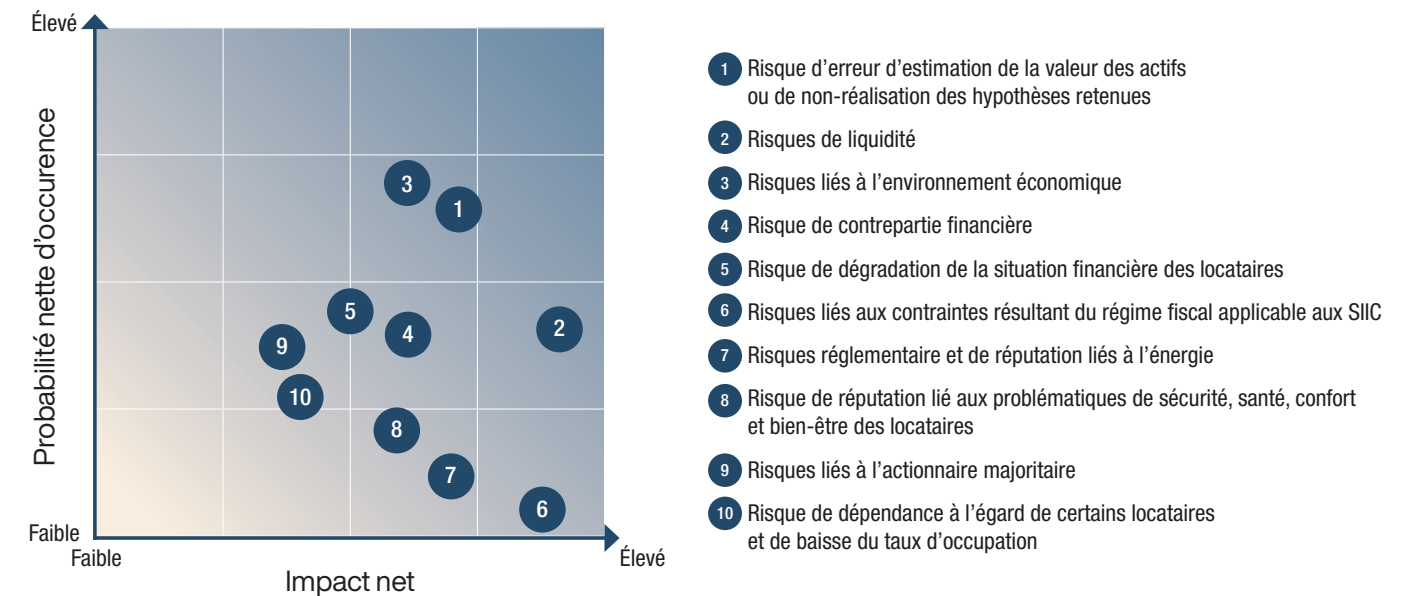 Élevé
Probabilité nette d'occurence
3
1
5
4
2
9
10
8
7
6
Faible
Faible
Élevé
Impact net
1 Risque d'erreur d'estimation de la valeur des actifs
ou de non-réalisation des hypothèses retenues
2 Risques de liquidité
3 Risques liés à l'environnement économique
4 Risque de contrepartie financière
5 Risque de dégradation de la situation financière des locataires
6 Risques liés aux contraintes résultant du régime fiscal applicable aux SIIC
7 Risques réglementaire et de réputation liés à l'énergie
8 Risque de réputation lié aux problématiques de sécurité, santé, confort
et bien-être des locataires
9 Risques liés à l'actionnaire majoritaire
10 Risque de dépendance à l'égard de certains locataires
et de baisse du taux d'occupation